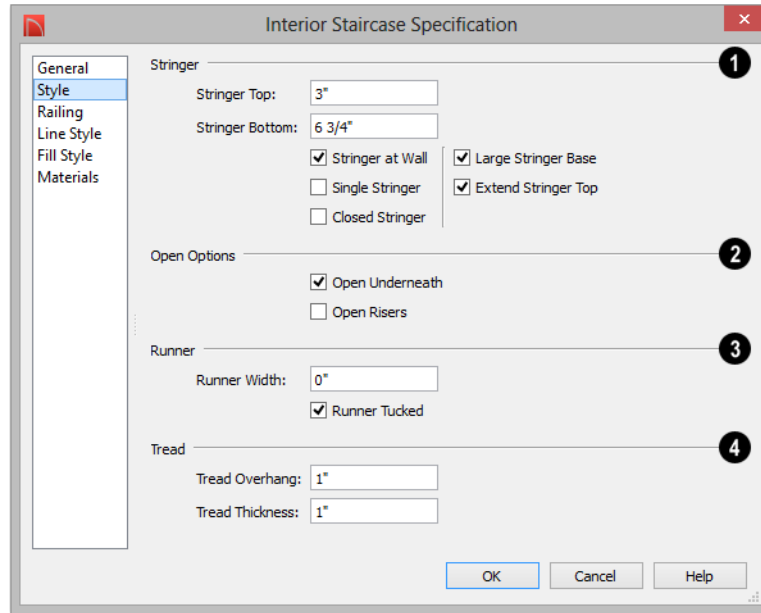 Interior Staircase Specification
General
Style
Railing
Line Style
Fill Style
Materials
Stringer
1
Stringer Top: 3"
Stringer Bottom: 6 3/4"
Stringer at Wall
Large Stringer Base
Single Stringer
Extend Stringer Top
Closed Stringer
Open Options
2
Open Underneath
Open Risers
Runner
3
Runner Width: 0"
Runner Tucked
Tread
4
Tread Overhang: 1"
Tread Thickness: 1"
OK
Cancel
Help